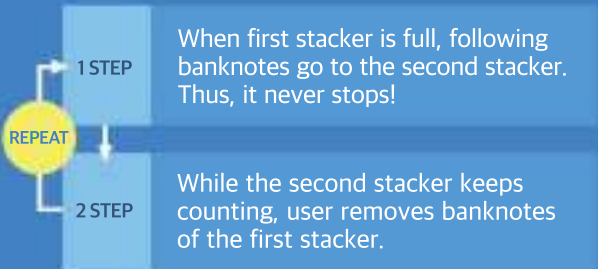 1 STEP
When first stacker is full, following
banknotes go to the second stacker.
Thus, it never stops!
REPEAT
2 STEP
While the second stacker keeps
counting, user removes banknotes
of the first stacker.